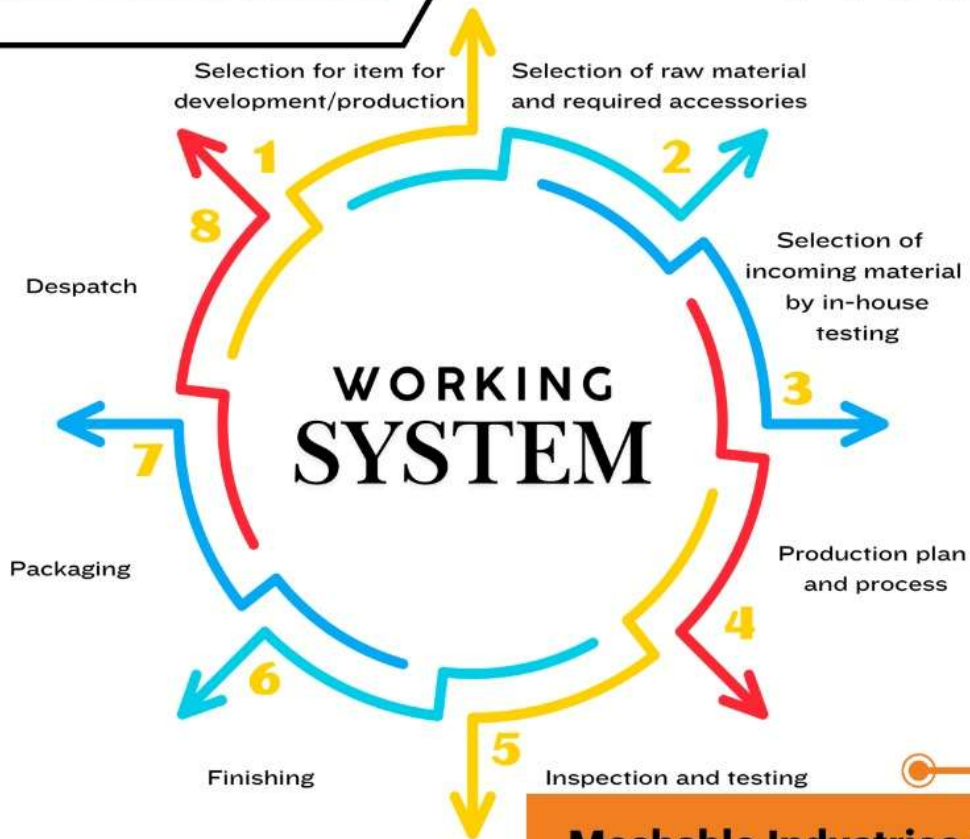 Selection for item for
development/production
1
Selection of raw material
and required accessories
2
Selection of
incoming material
by in-house
testing
3
Production plan
and process
4
Inspection and testing
5
Finishing
6
Packaging
7
Despatch
8
WORKING
SYSTEM